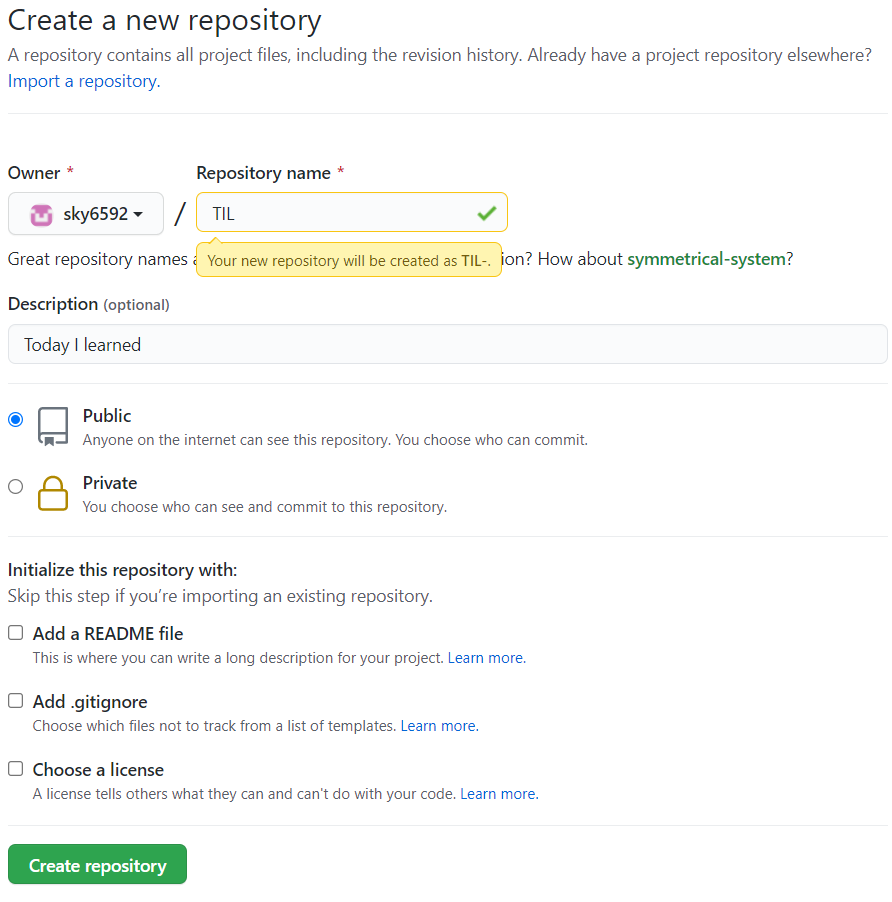 Create a new repository
A repository contains all project files, including the revision history. Already have a project repository elsewhere?
Import a repository.
Owner * Repository name *
sky6592 / TIL
Great repository names a
Your new repository will be created as TIL-.
ion? How about symmetrical-system?
Description (optional)
Today I learned
Public
Anyone on the internet can see this repository. You choose who can commit.
Private
You choose who can see and commit to this repository.
Initialize this repository with:
Skip this step if you’re importing an existing repository.
Add a README file
This is where you can write a long description for your project. Learn more.
Add .gitignore
Choose which files not to track from a list of templates. Learn more.
Choose a license
A license tells others what they can and can't do with your code. Learn more.
Create repository